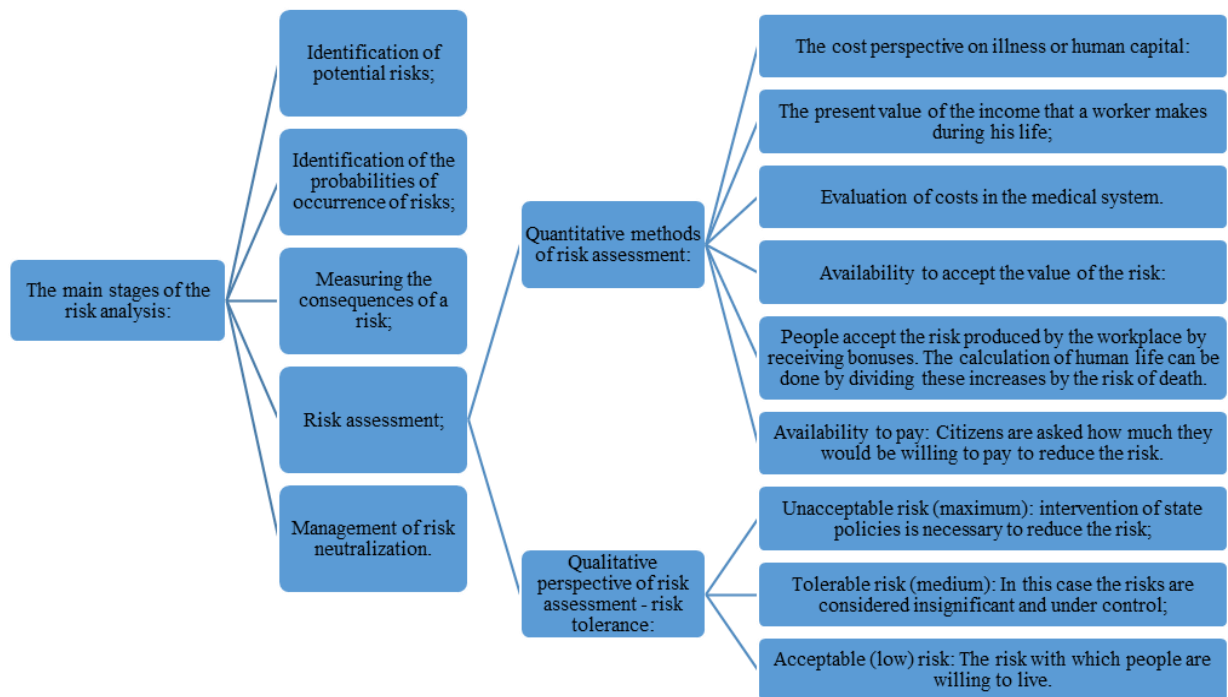 The main stages of the
risk analysis:
Identification of
potential risks;
Identification of the
probabilities of
occurrence of risks;
Measuring the
consequences of a
risk;
Risk assessment;
Management of risk
neutralization.
Quantitative methods
of risk assessment:
Qualitative
perspective of risk
assessment - risk
tolerance:
The cost perspective on illness or human capital:
The present value of the income that a worker makes
during his life;
Evaluation of costs in the medical system.
Availability to accept the value of the risk:
People accept the risk produced by the workplace by
receiving bonuses. The calculation of human life can be
done by dividing these increases by the risk of death.
Availability to pay: Citizens are asked how much they
would be willing to pay to reduce the risk.
Unacceptable risk (maximum): intervention of state
policies is necessary to reduce the risk;
Tolerable risk (medium): In this case the risks are
considered insignificant and under control;
Acceptable (low) risk: The risk with which people are
willing to live.